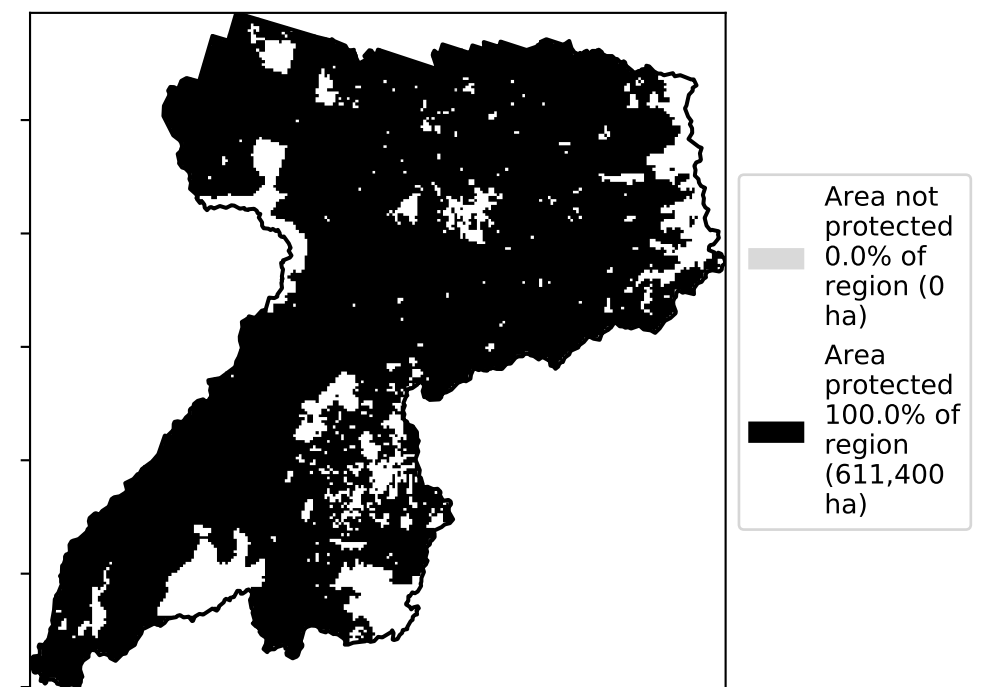 Area not
protected
0.0% of
region (0
ha)
Area
protected
100.0% of
region
(611,400
ha)